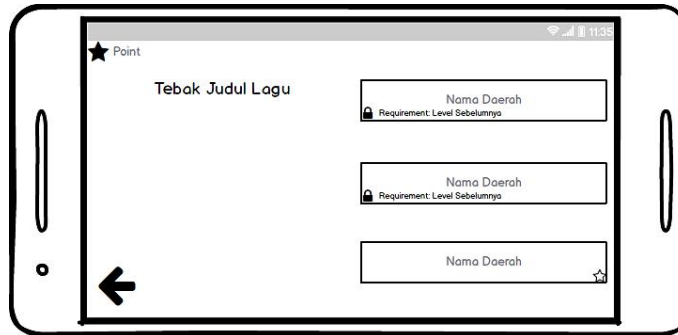 11:35
Point
Tebak Judul Lagu
Nama Daerah
Requirement: Level Sebelumnya
Nama Daerah
Requirement: Level Sebelumnya
Nama Daerah